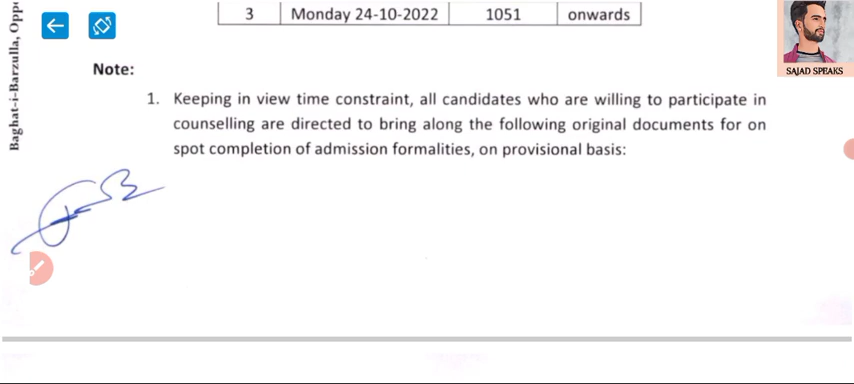 3 Monday 24-10-2022 1051 onwards
SAJAD SPEAKS
Baghat-i-Barzulla,
Note:
1. Keeping in view time constraint, all candidates who are willing to participate in
counselling are directed to bring along the following original documents for on
spot completion of admission formalities, on provisional basis: